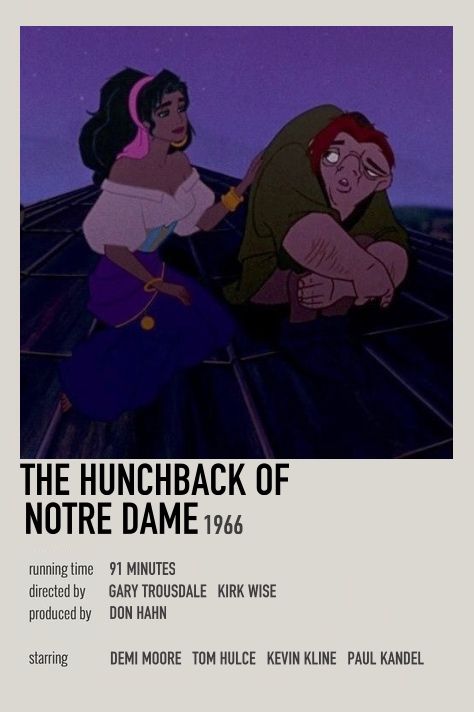 THE HUNCHBACK OF
NOTRE DAME 1966
running time 91 MINUTES
directed by GARY TROUSDALE KIRK WISE
produced by DON HAHN
starring DEMI MOORE TOM HULCE KEVIN KLINE PAUL KANDEL